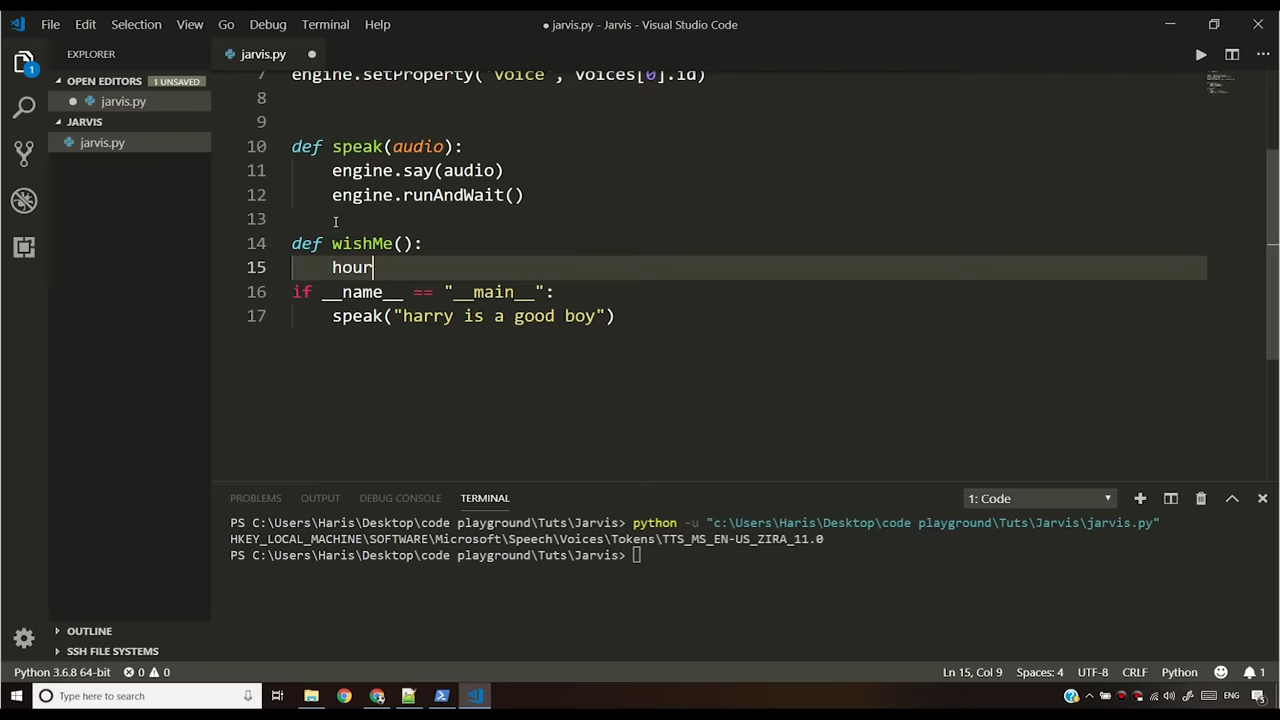 File Edit Selection View Go Debug Terminal Help
● jarvis.py - Jarvis - Visual Studio Code
EXPLORER
jarvis.py ●
OPEN EDITORS 1 UNSAVED
● jarvis.py
JARVIS
jarvis.py
1
7 engine.setProperty('voice', voices[0].id)
8
9
10 def speak(audio):
11 engine.say(audio)
12 engine.runAndWait()
13
14 def wishMe():
15 hour
16 if __name__ == "__main__":
17 speak("harry is a good boy")
PROBLEMS OUTPUT DEBUG CONSOLE TERMINAL
1: Code
PS C:\Users\Haris\Desktop\code playground\Tuts\Jarvis> python -u "c:\Users\Haris\Desktop\code playground\Tuts\Jarvis\jarvis.py"
HKEY_LOCAL_MACHINE\SOFTWARE\Microsoft\Speech\Voices\Tokens\TTS_MS_EN-US_ZIRA_11.0
PS C:\Users\Haris\Desktop\code playground\Tuts\Jarvis>
OUTLINE
SSH FILE SYSTEMS
Python 3.6.8 64-bit 0 0
Ln 15, Col 9 Spaces: 4 UTF-8 CRLF Python 1
Type here to search
ENG 5